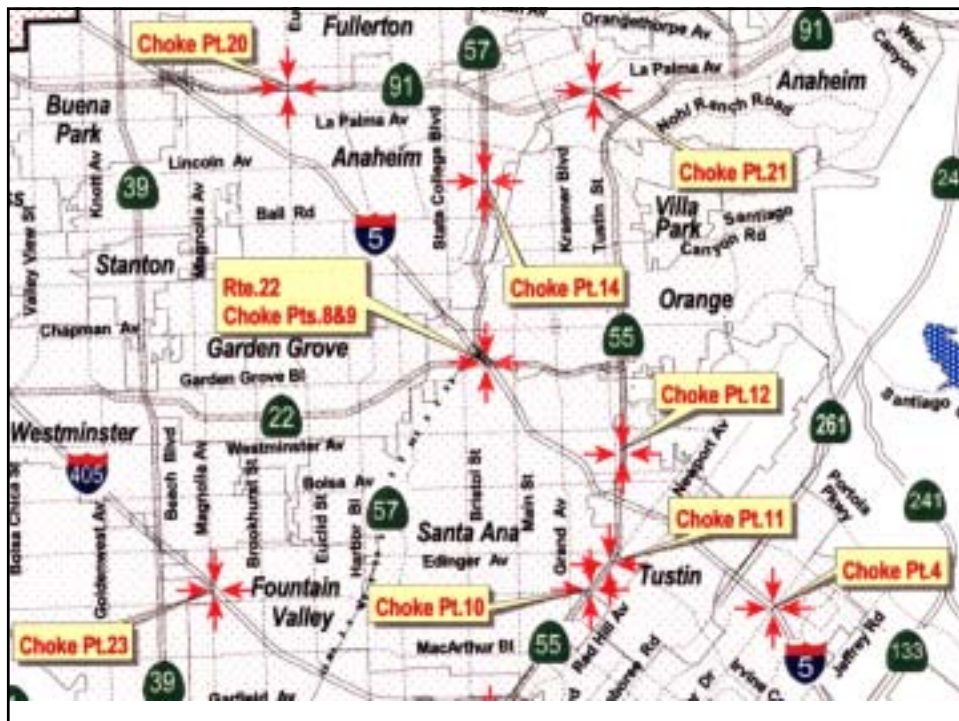 Fullerton
Orangethorpe Av
Choke Pt.20
57
91
Weir
Canyon
La Palma Av
Anaheim
91
Buena
Park
Nohl Ranch Road
La Palma Av
Anaheim
Lincoln Av
Choke Pt.21
39
Knott Av
Magnolia Av
Ball Rd
State College Blvd
Kraemer Blvd
Tustin St
Villa
Park
Santiago
Canyon Rd
Valley View St
5
Stanton
Rte.22
Choke Pts.8&9
Choke Pt.14
Orange
Chapman Av
Garden Grove
55
Garden Grove Bl
Choke Pt.12
Santiago
22
Westminster
Westminster Av
261
Newport Av
405
Bolsa Chica St
Goldenwest Av
Beach Blvd
Magnolia Av
Brookhurst St
Bolsa Av
Euclid St
Harbor Bl
57
Bristol St
Main St
Grand Av
Portola
Pkwy
241
Santa Ana
Choke Pt.11
Edinger Av
Tustin
Choke Pt.4
Fountain
Valley
Choke Pt.10
Choke Pt.23
MacArthur Bl
55
Red Hill Av
Jeffrey Rd
133
39
Garfield Av
5